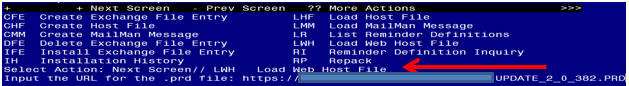 + + Next Screen - Prev Screen ?? More Actions >>>
CFE Create Exchange File Entry LHF Load Host File
CHF Create Host File LMM Load MailMan Message
CMM Create MailMan Message LR List Reminder Definitions
DFE Delete Exchange File Entry LWH Load Web Host File
IFE Install Exchange File Entry RI Reminder Definition Inquiry
IH Installation History RP Repack
Select Action: Next Screen// LWH Load Web Host File
Input the URL for the .prd file: https:// UPDATE_2_0_382.PRD